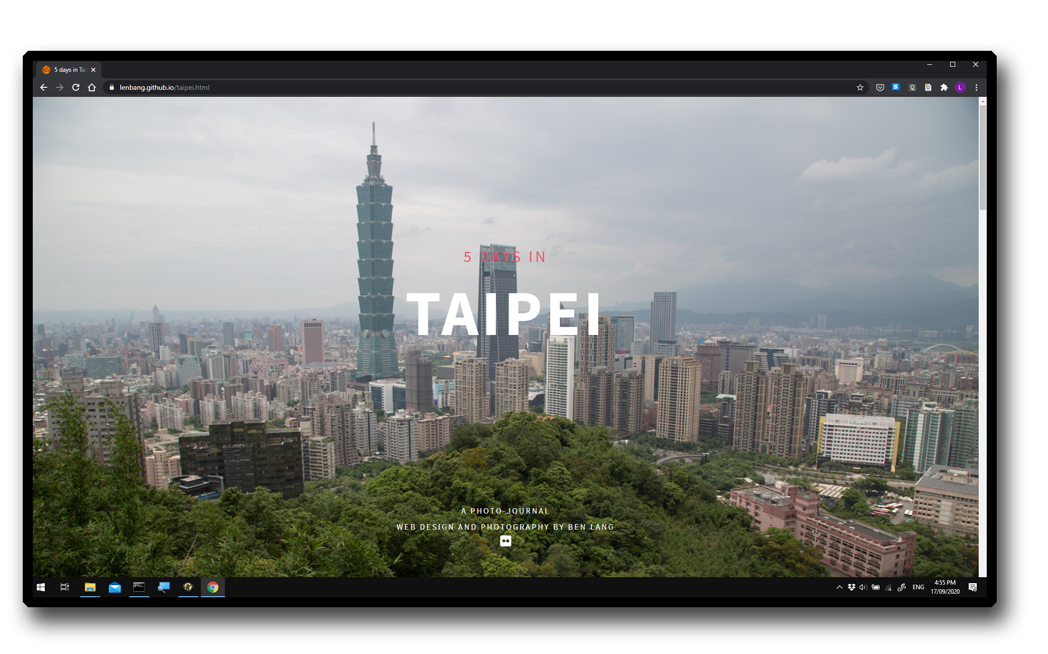 5 days in Tai
lenbang.github.io/taipei.html
L
5 DAYS IN
TAIPEI
A PHOTO-JOURNAL
WEB DESIGN AND PHOTOGRAPHY BY BEN LANG
ENG
4:55 PM
17/09/2020